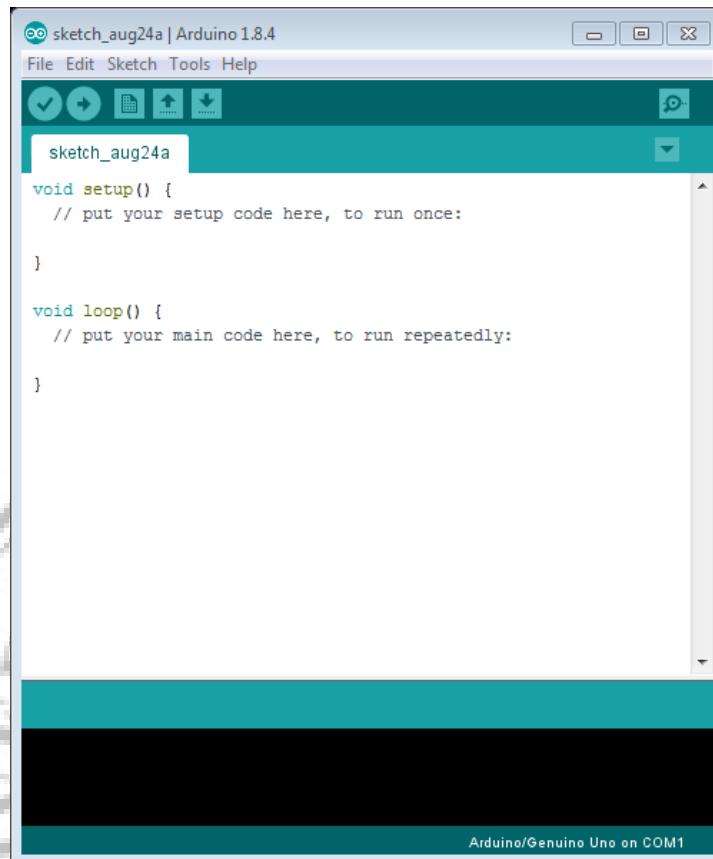 sketch_aug24a | Arduino 1.8.4
File Edit Sketch Tools Help
sketch_aug24a
void setup() {
  // put your setup code here, to run once:
}
void loop() {
  // put your main code here, to run repeatedly:
}
Arduino/Genuino Uno on COM1